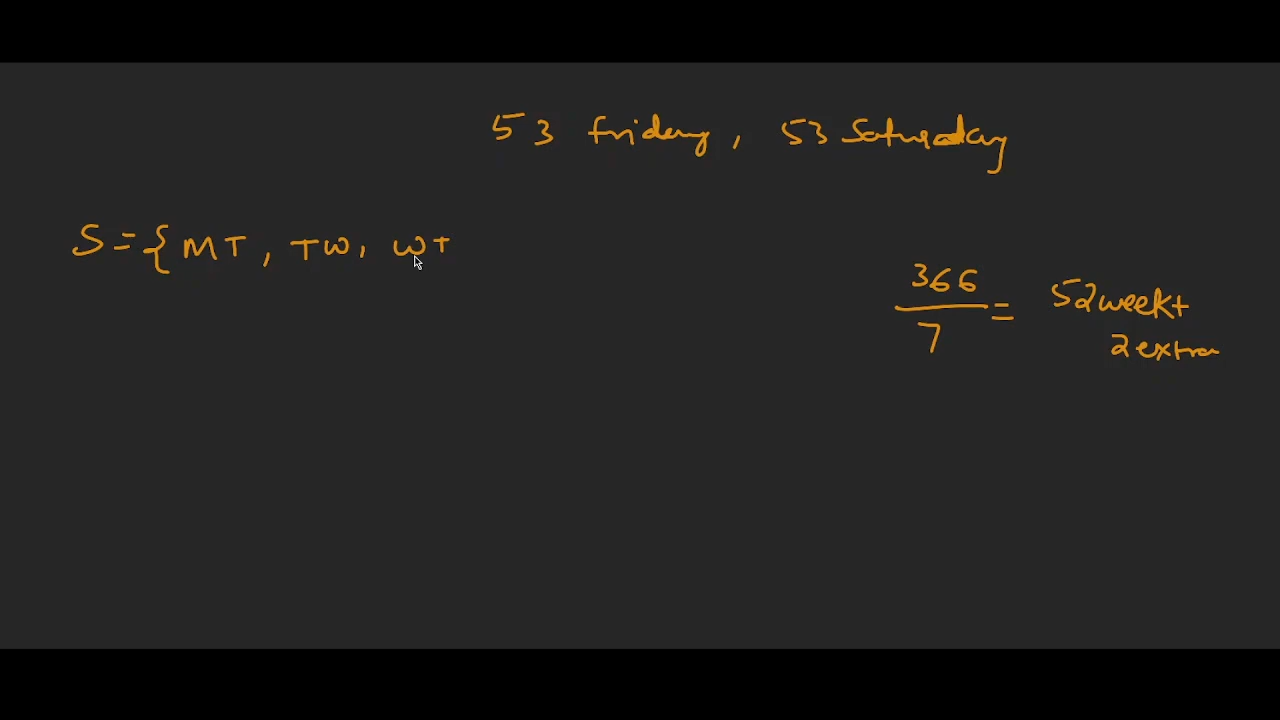 53 Friday, 53 Saturday
S = { MT, TW, WT
366
7
=
52 week +
2 extra